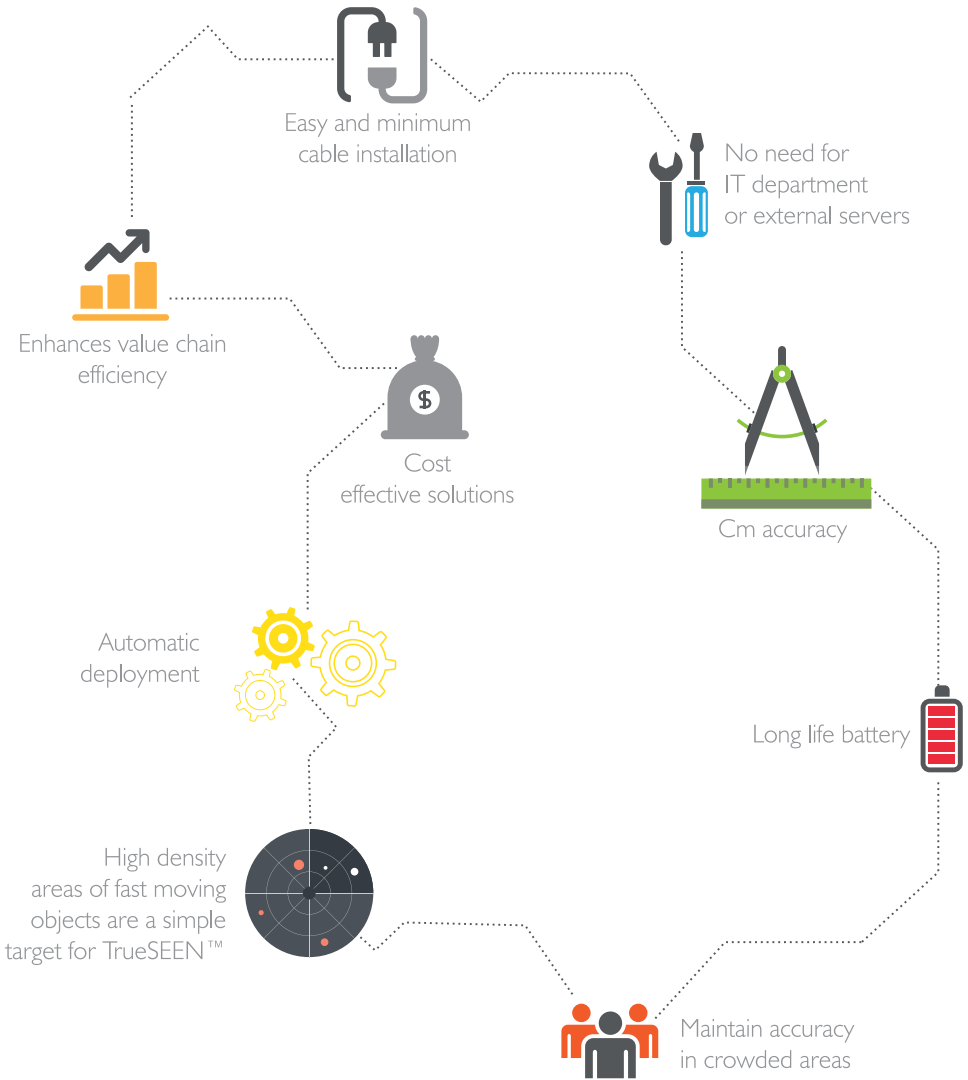 Easy and minimum
cable installation
No need for
IT department
or external servers
Enhances value chain
efficiency
$
Cost
effective solutions
Cm accuracy
Automatic
deployment
Long life battery
High density
areas of fast moving
objects are a simple
target for TrueSEEN™
Maintain accuracy
in crowded areas